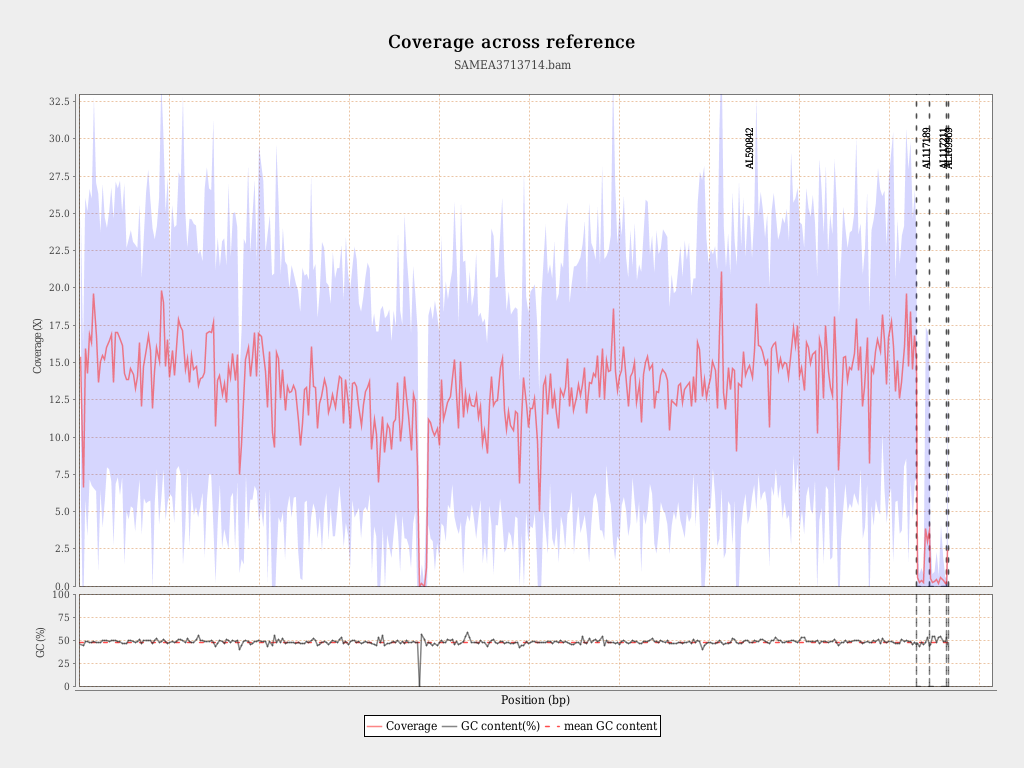 Coverage across reference
SAMEA3713714.bam
32.5
30.0
27.5
25.0
22.5
20.0
17.5
15.0
12.5
10.0
7.5
5.0
2.5
0.0
Coverage (X)
AL590842
AL117189
AL117211
100
75
50
25
0
GC (%)
Position (bp)
Coverage GC content(%) mean GC content